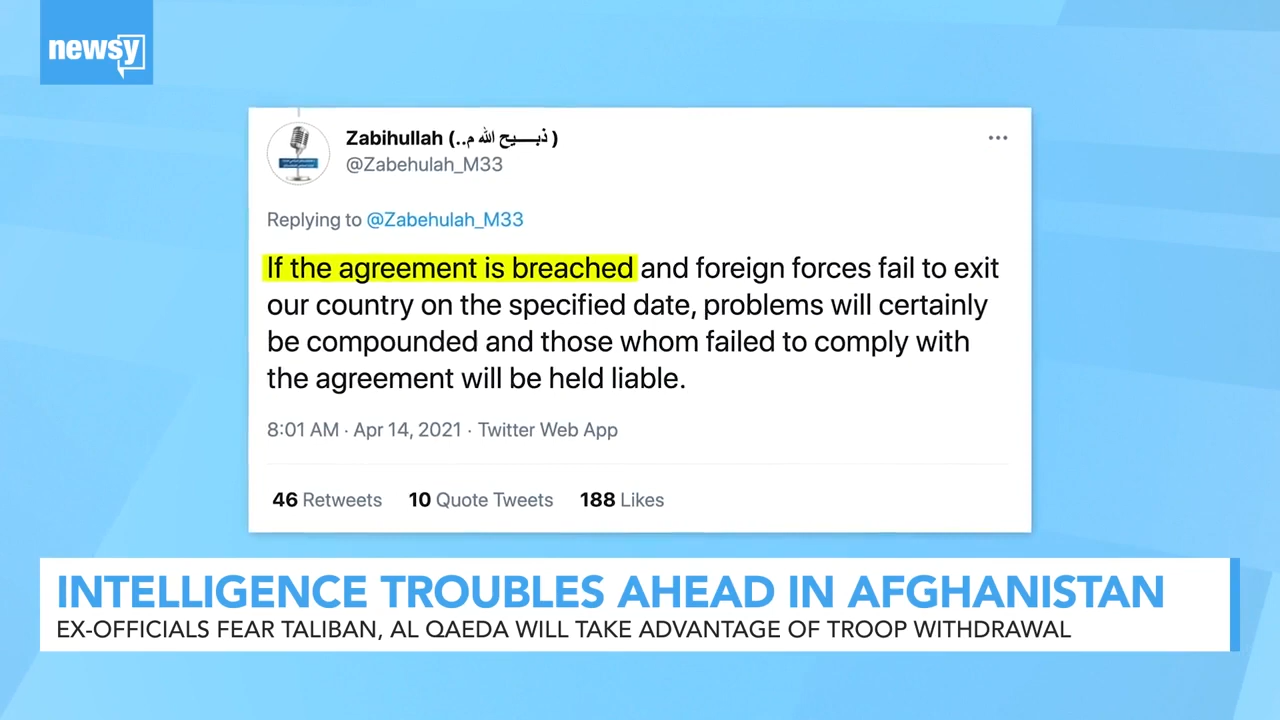 newsy
Zabihullah (..ذبـــیح الله م )
@Zabehulah_M33
Replying to @Zabehulah_M33
If the agreement is breached and foreign forces fail to exit
our country on the specified date, problems will certainly
be compounded and those whom failed to comply with
the agreement will be held liable.
8:01 AM · Apr 14, 2021 · Twitter Web App
46 Retweets 10 Quote Tweets 188 Likes
INTELLIGENCE TROUBLES AHEAD IN AFGHANISTAN
EX-OFFICIALS FEAR TALIBAN, AL QAEDA WILL TAKE ADVANTAGE OF TROOP WITHDRAWAL